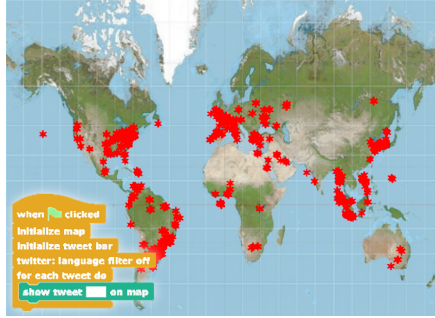 when clicked
initialize map
initialize tweet bar
twitter: language filter off
for each tweet do
show tweet on map